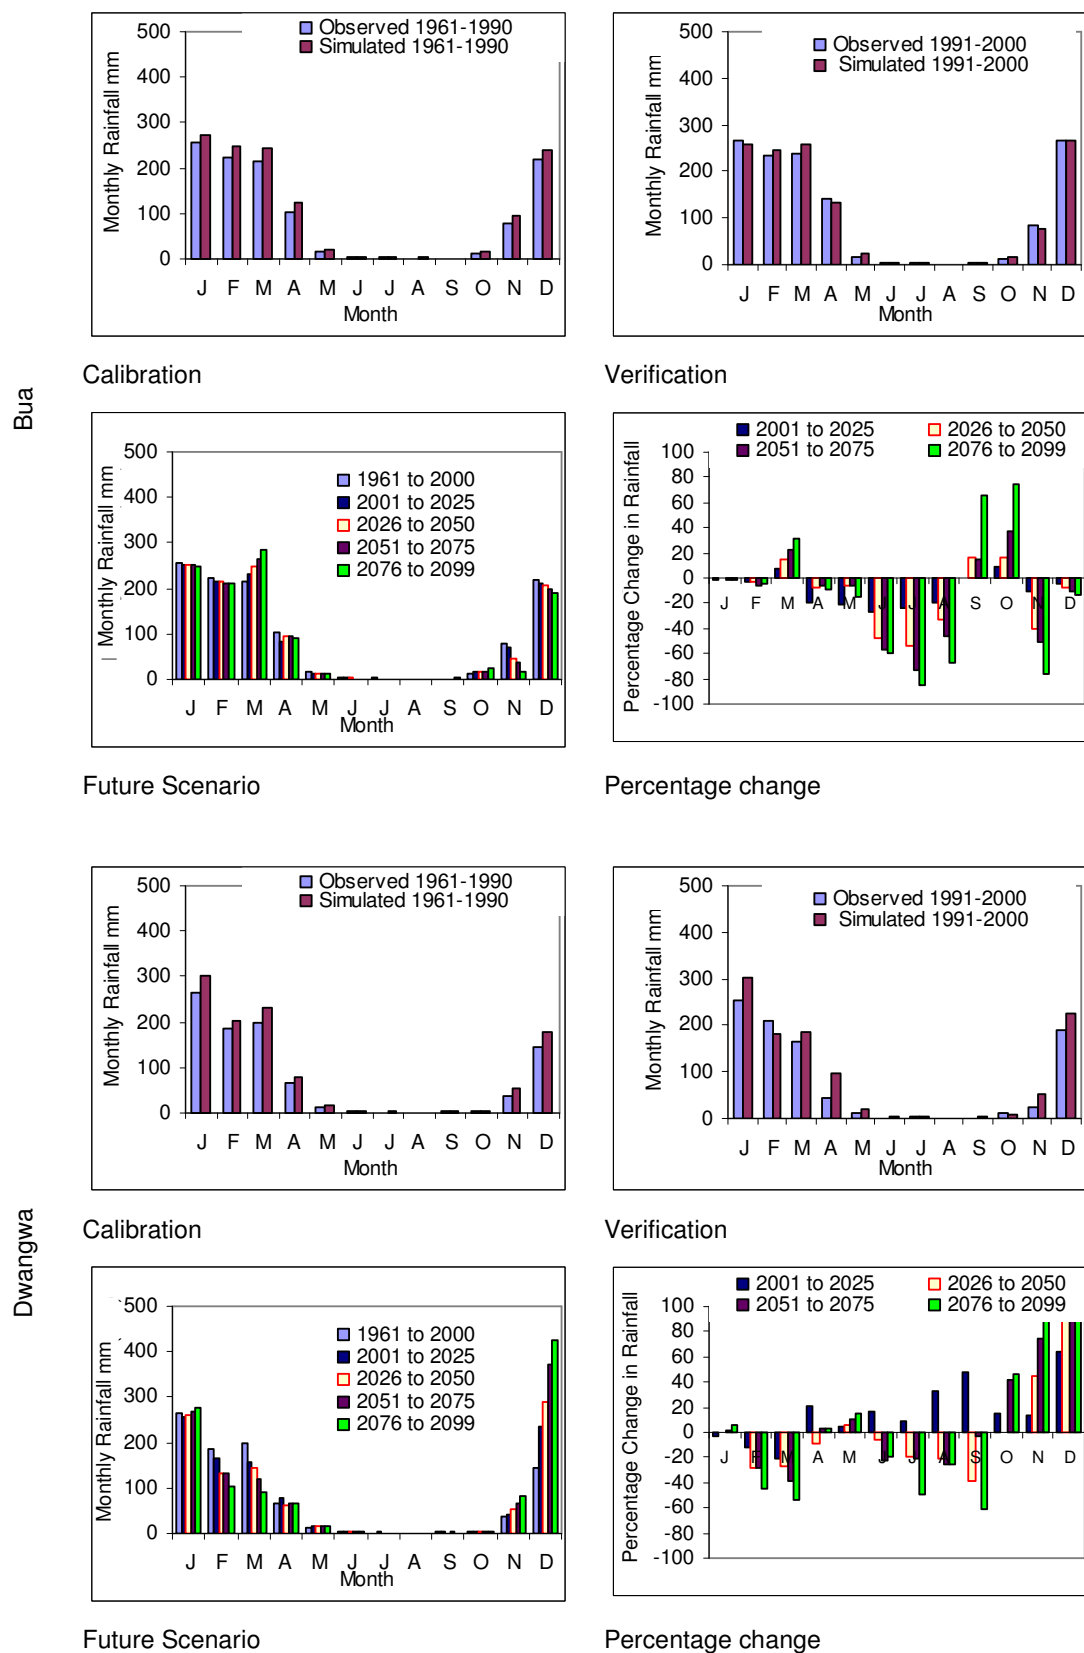 Bua
Observed 1961-1990
Simulated 1961-1990
Monthly Rainfall mm
500
400
300
200
100
0
J F M A M J J A S O N D
Month
Calibration
Observed 1991-2000
Simulated 1991-2000
Monthly Rainfall mm
500
400
300
200
100
0
J F M A M J J A S O N D
Month
Verification
Monthly Rainfall mm
500
400
300
200
100
0
1961 to 2000
2001 to 2025
2026 to 2050
2051 to 2075
2076 to 2099
J F M A M J J A S O N D
Month
Future Scenario
2001 to 2025 2026 to 2050
2051 to 2075 2076 to 2099
Percentage Change in Rainfall
100
80
60
40
20
0
-20
-40
-60
-80
-100
J F M A M J J A S O N D
Percentage change
Dwangwa
Observed 1961-1990
Simulated 1961-1990
Monthly Rainfall mm
500
400
300
200
100
0
J F M A M J J A S O N D
Month
Calibration
Observed 1991-2000
Simulated 1991-2000
Monthly Rainfall mm
500
400
300
200
100
0
J F M A M J J A S O N D
Month
Verification
Monthly Rainfall mm
500
400
300
200
100
0
1961 to 2000
2001 to 2025
2026 to 2050
2051 to 2075
2076 to 2099
J F M A M J J A S O N D
Month
Future Scenario
2001 to 2025 2026 to 2050
2051 to 2075 2076 to 2099
Percentage Change in Rainfall
100
80
60
40
20
0
-20
-40
-60
-80
-100
J F M A M J J A S O N D
Percentage change